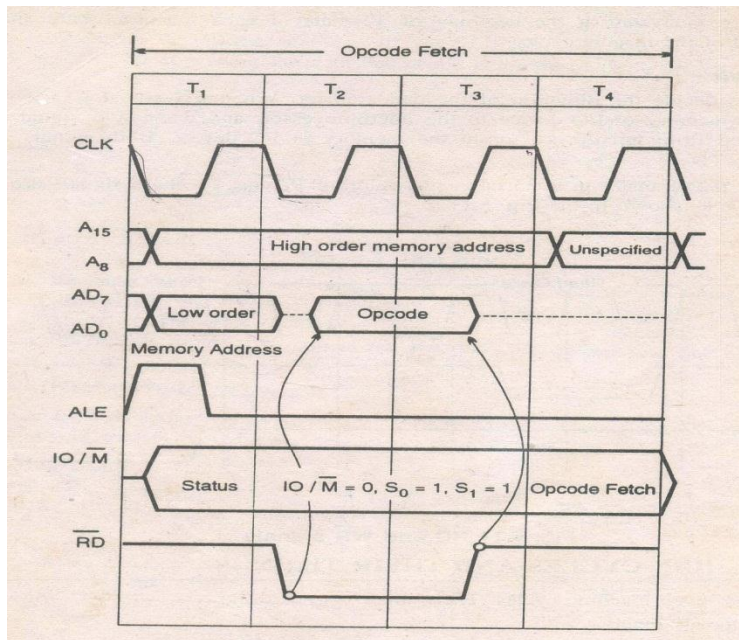 Opcode Fetch
T₁ T₂ T₃ T₄
CLK
A₁₅
High order memory address
Unspecified
A₈
AD₇
Low order
Opcode
AD₀
Memory Address
ALE
IO / M̅
Status
IO / M̅ = 0, S₀ = 1, S₁ = 1
Opcode Fetch
R̅D̅